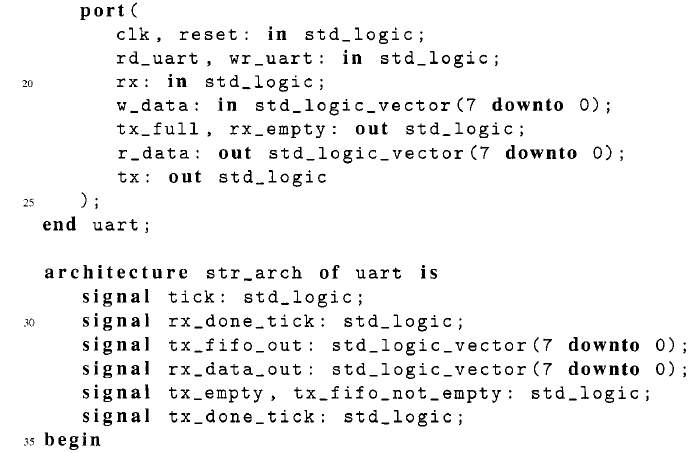 port(
clk, reset: in std_logic;
rd_uart, wr_uart: in std_logic;
20 rx: in std_logic;
w_data: in std_logic_vector(7 downto 0);
tx_full, rx_empty: out std_logic;
r_data: out std_logic_vector(7 downto 0);
tx: out std_logic
25 );
end uart;
architecture str_arch of uart is
signal tick: std_logic;
30 signal rx_done_tick: std_logic;
signal tx_fifo_out: std_logic_vector(7 downto 0);
signal rx_data_out: std_logic_vector(7 downto 0);
signal tx_empty, tx_fifo_not_empty: std_logic;
signal tx_done_tick: std_logic;
35 begin